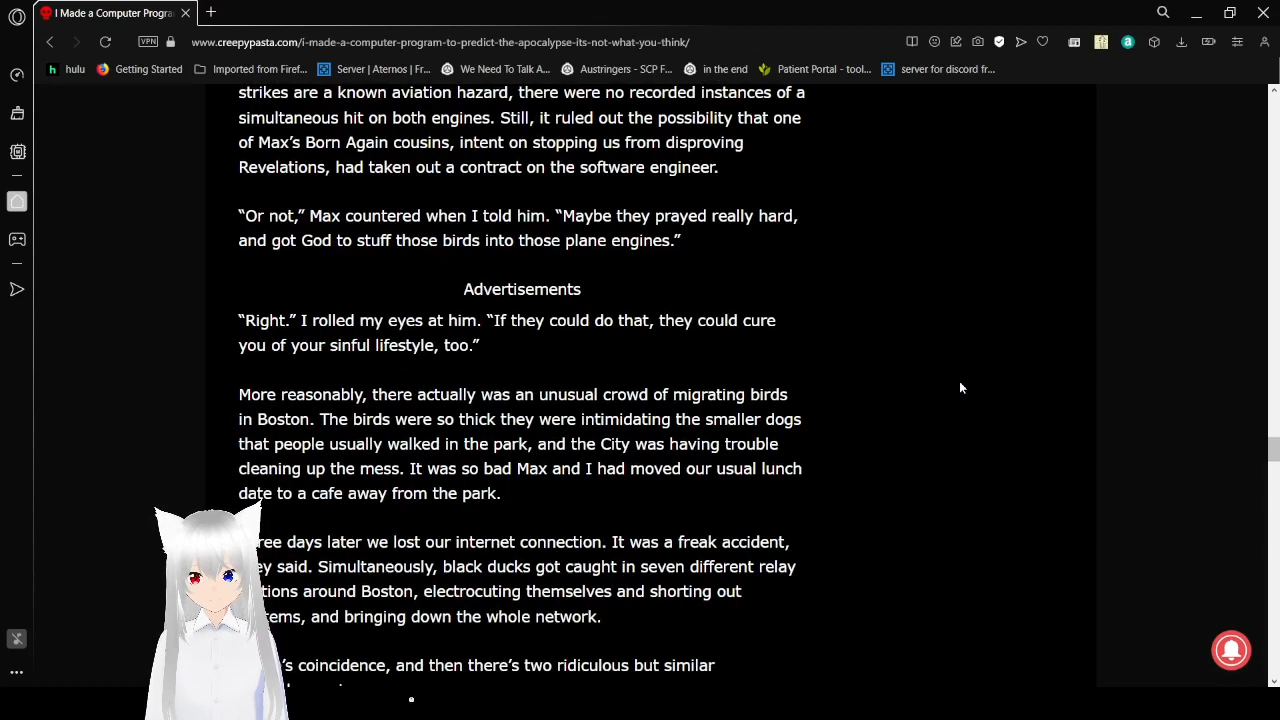 I Made a Computer Progra
VPN
www.creepypasta.com/i-made-a-computer-program-to-predict-the-apocalypse-its-not-what-you-think/
hulu
Getting Started
Imported from Firef...
Server | Aternos | Fr...
We Need To Talk A...
Austringers - SCP F...
in the end
Patient Portal - tool...
server for discord fr...
strikes are a known aviation hazard, there were no recorded instances of a
simultaneous hit on both engines. Still, it ruled out the possibility that one
of Max’s Born Again cousins, intent on stopping us from disproving
Revelations, had taken out a contract on the software engineer.
“Or not,” Max countered when I told him. “Maybe they prayed really hard,
and got God to stuff those birds into those plane engines.”
Advertisements
“Right.” I rolled my eyes at him. “If they could do that, they could cure
you of your sinful lifestyle, too.”
More reasonably, there actually was an unusual crowd of migrating birds
in Boston. The birds were so thick they were intimidating the smaller dogs
that people usually walked in the park, and the City was having trouble
cleaning up the mess. It was so bad Max and I had moved our usual lunch
date to a cafe away from the park.
ree days later we lost our internet connection. It was a freak accident,
ey said. Simultaneously, black ducks got caught in seven different relay
tions around Boston, electrocuting themselves and shorting out
tems, and bringing down the whole network.
’s coincidence, and then there’s two ridiculous but similar